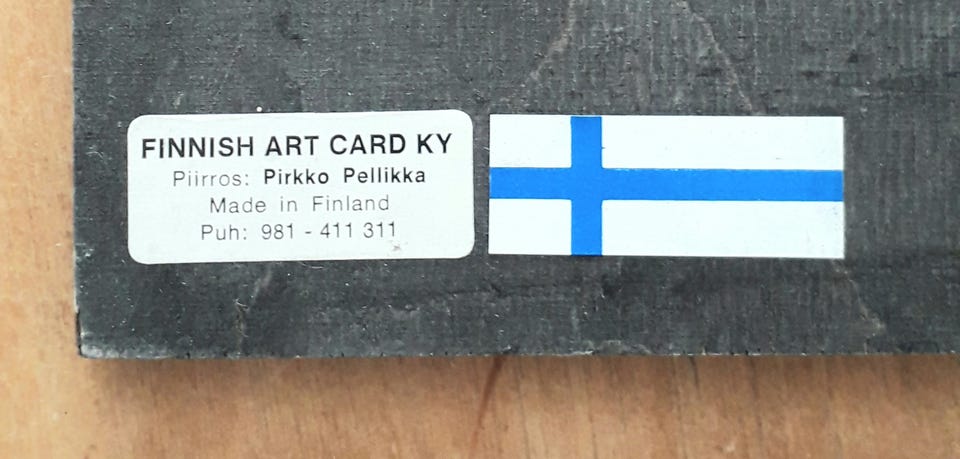 FINNISH ART CARD KY
Piirros: Pirkko Pellikka
Made in Finland
Puh: 981 - 411 311